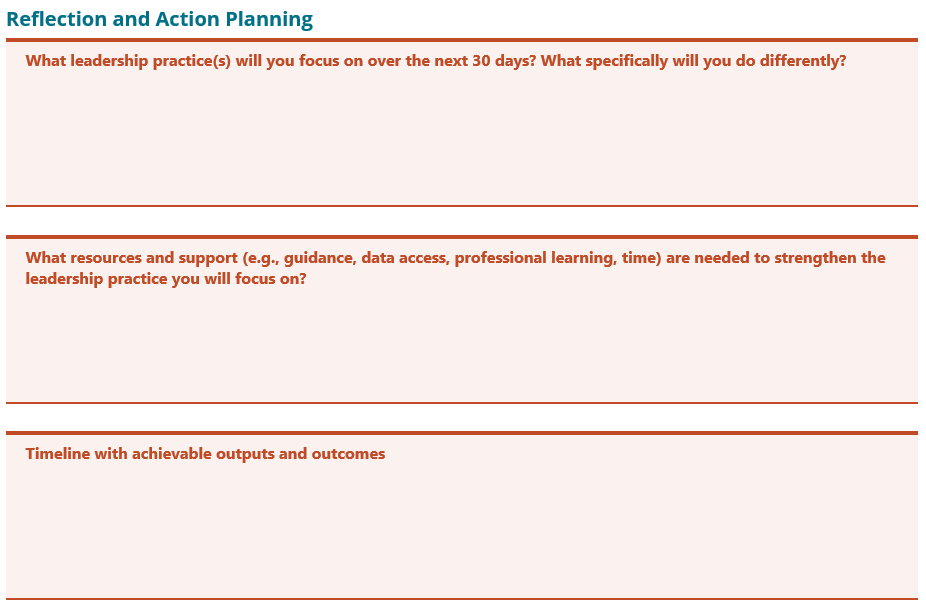 Reflection and Action Planning
What leadership practice(s) will you focus on over the next 30 days? What specifically will you do differently?
What resources and support (e.g., guidance, data access, professional learning, time) are needed to strengthen the
leadership practice you will focus on?
Timeline with achievable outputs and outcomes